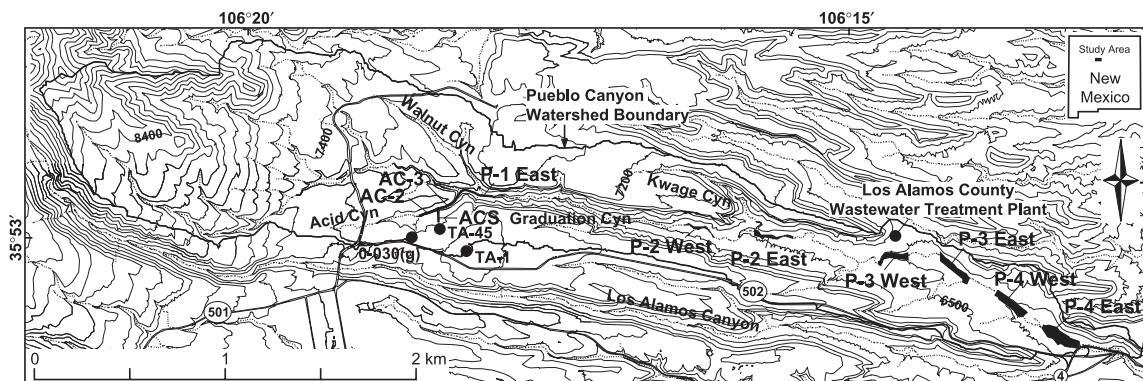 106°20′
106°15′
Study Area
New
Mexico
Pueblo Canyon
Watershed Boundary
Walnut Cyn
8400
7400
7200
AC-3
AC-2
P-1 East
Kwage Cyn
Los Alamos County
Wastewater Treatment Plant
Acid Cyn
ACS
Graduation Cyn
TA-45
35°53′
0-030(g)
TA-1
P-2 West
P-2 East
P-3 East
P-3 West
P-4 West
P-4 East
6500
Los Alamos Canyon
502
501
4
0
1
2 km